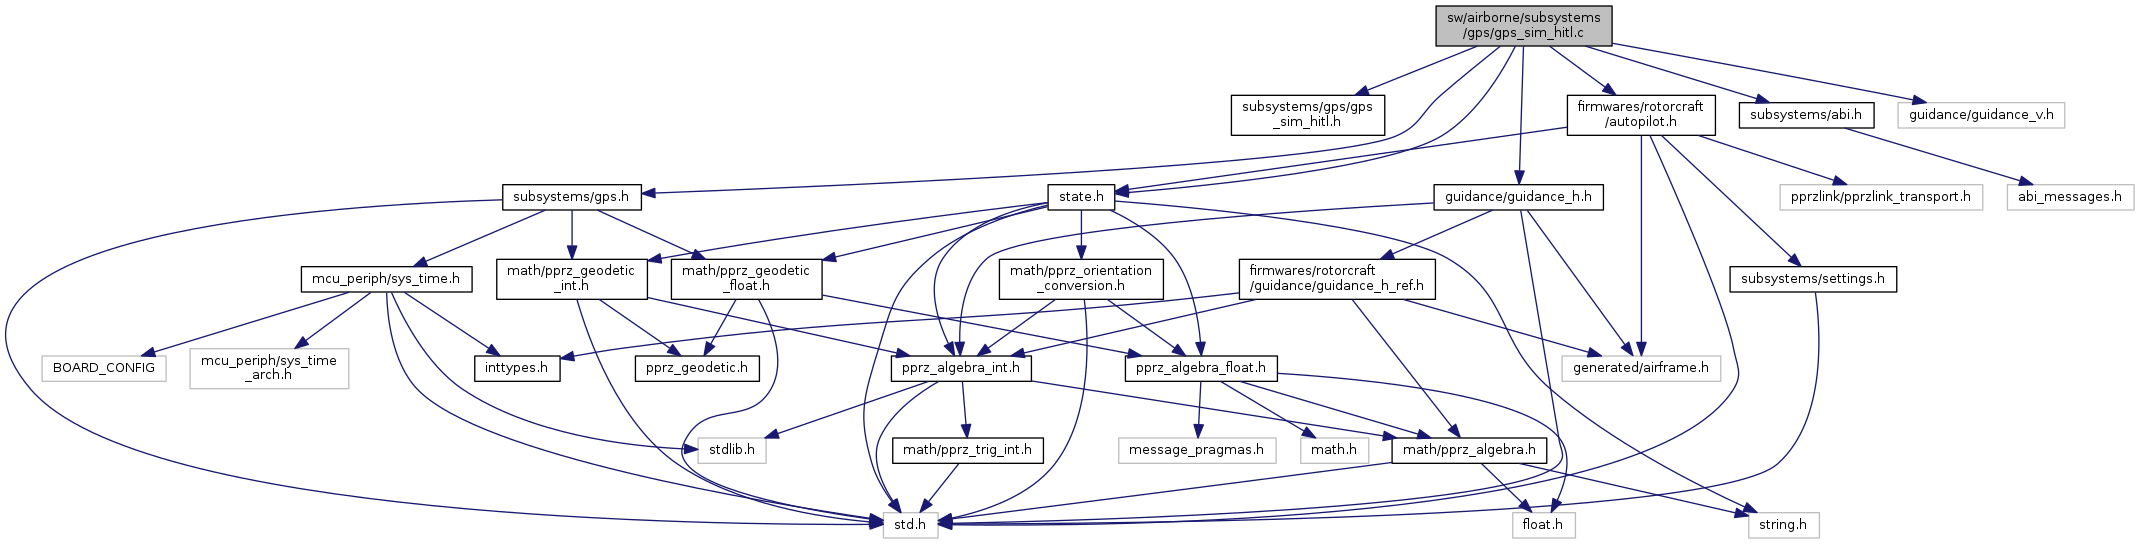 sw/airborne/subsystems
/gps/gps_sim_hitl.c
subsystems/gps/gps
_sim_hitl.h
firmwares/rotorcraft
/autopilot.h
subsystems/abi.h
guidance/guidance_v.h
subsystems/gps.h
state.h
guidance/guidance_h.h
pprzlink/pprzlink_transport.h
abi_messages.h
mcu_periph/sys_time.h
math/pprz_geodetic
_int.h
math/pprz_geodetic
_float.h
math/pprz_orientation
_conversion.h
firmwares/rotorcraft
/guidance/guidance_h_ref.h
subsystems/settings.h
BOARD_CONFIG
mcu_periph/sys_time
_arch.h
inttypes.h
pprz_geodetic.h
pprz_algebra_int.h
pprz_algebra_float.h
generated/airframe.h
stdlib.h
math/pprz_trig_int.h
message_pragmas.h
math.h
math/pprz_algebra.h
std.h
float.h
string.h